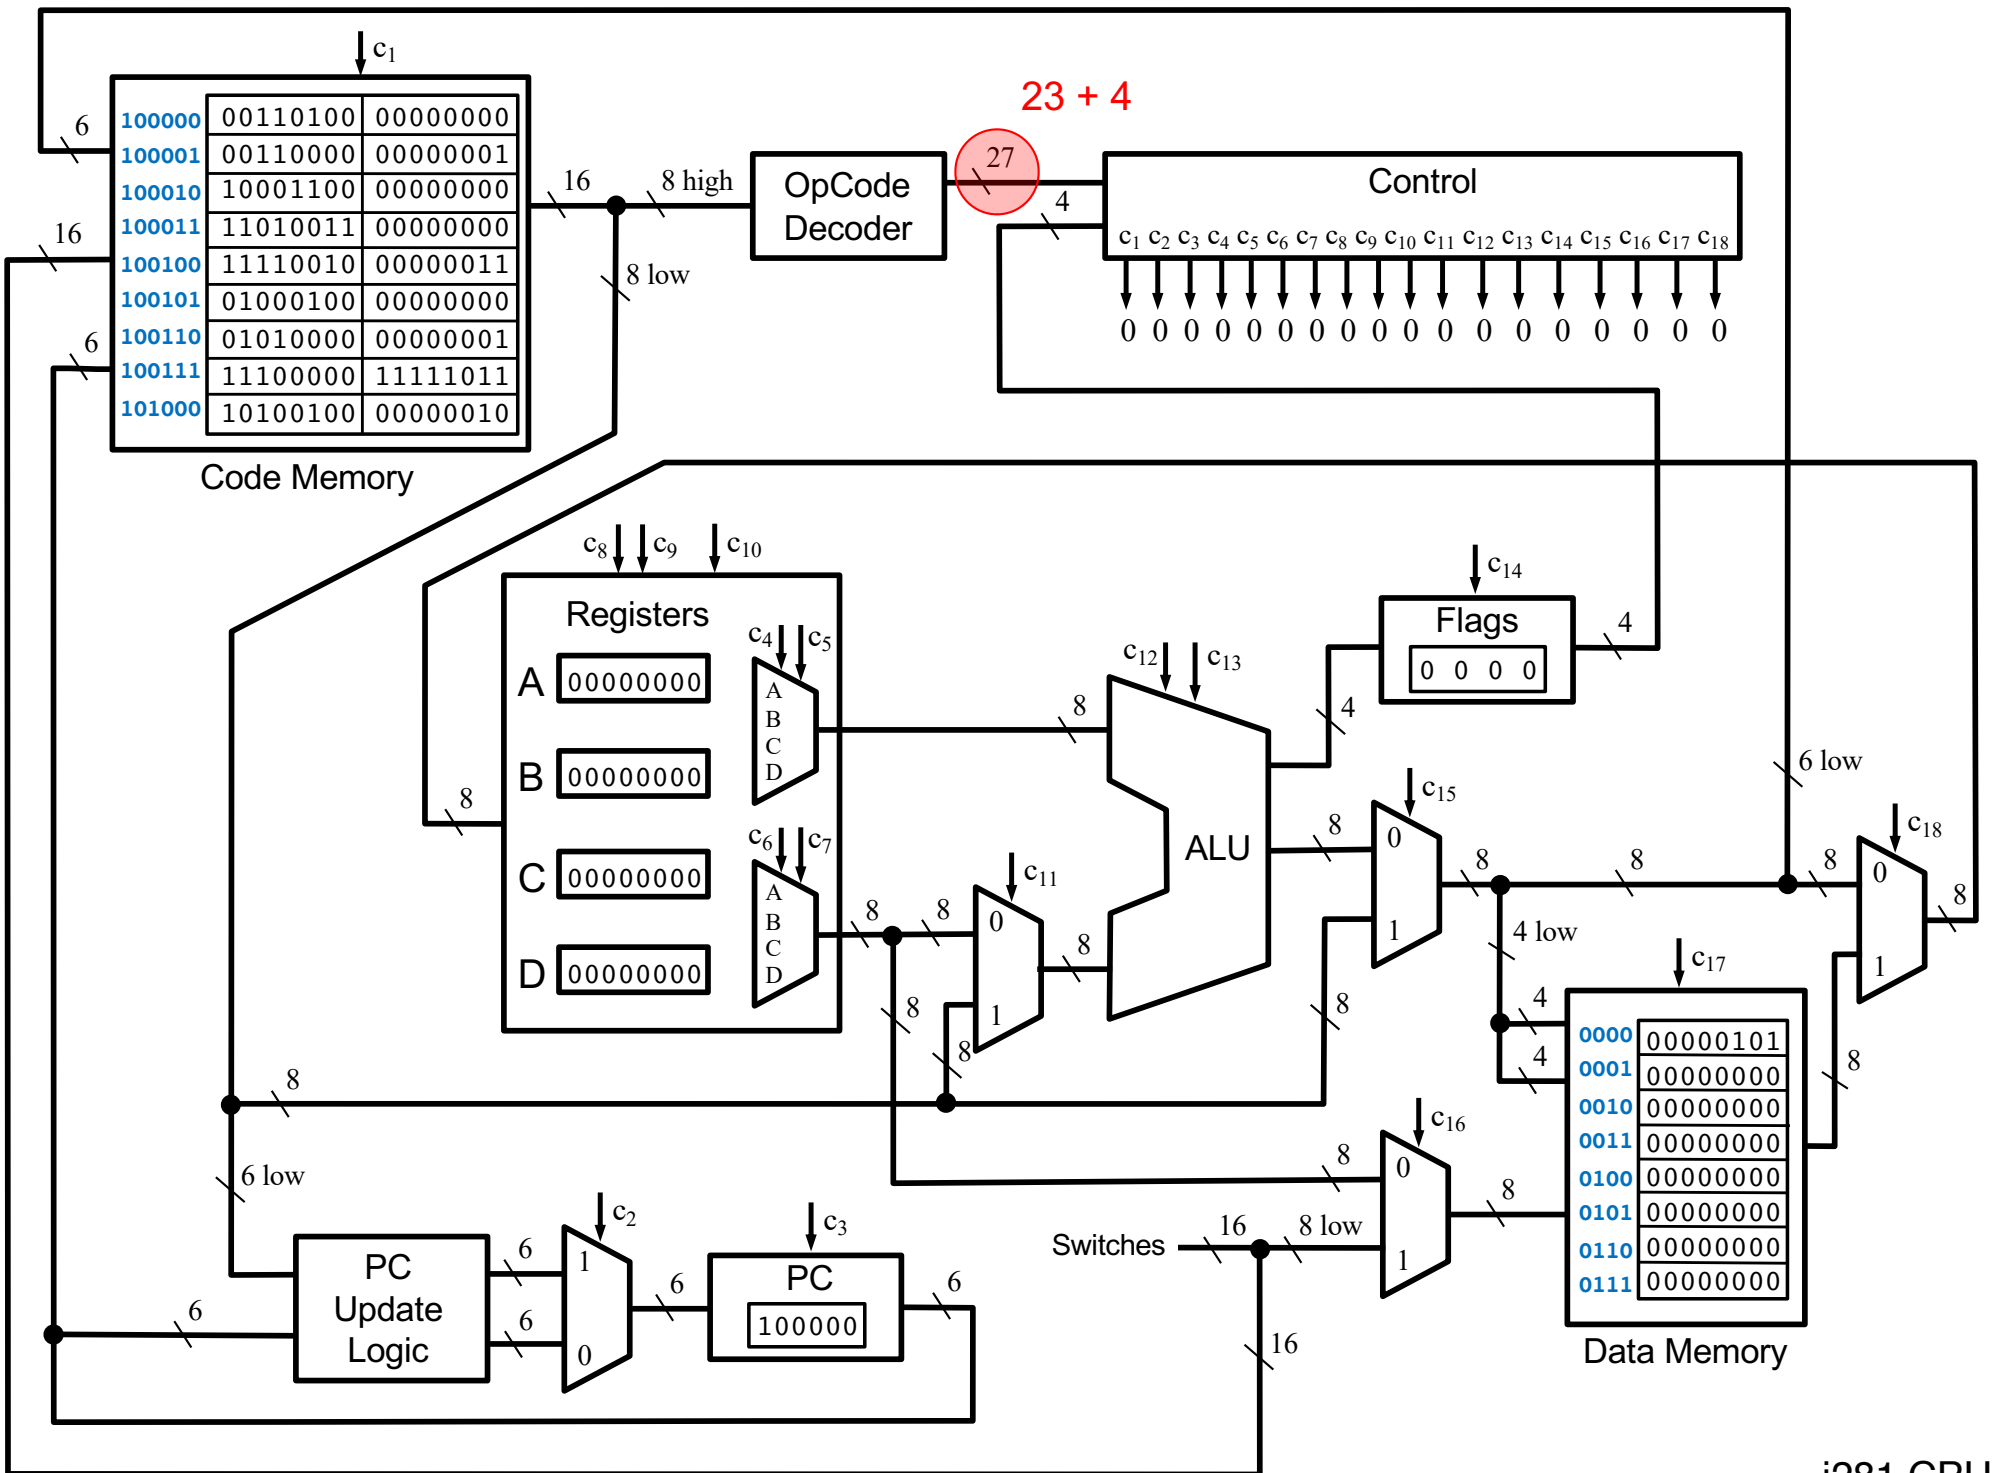 c1
23 + 4
6
100000 00110100 00000000
100001 00110000 00000001
100010 10001100 00000000
100011 11010011 00000000
100100 11110010 00000011
100101 01000100 00000000
100110 01010000 00000001
100111 11100000 11111011
101000 10100100 00000010
16
6
Code Memory
16
8 high
8 low
OpCode
Decoder
27
4
Control
c1 c2 c3 c4 c5 c6 c7 c8 c9 c10 c11 c12 c13 c14 c15 c16 c17 c18
0 0 0 0 0 0 0 0 0 0 0 0 0 0 0 0 0 0
c8 c9 c10
Registers
A 00000000
B 00000000
C 00000000
D 00000000
8
c4 c5
A
B
C
D
c6 c7
A
B
C
D
8
8
8
8
c11
0
1
8
8
c12 c13
ALU
4
c14
Flags
0 0 0 0
4
8
c15
0
1
8
8
8
8
6 low
4 low
4
4
c18
0
1
8
c17
0000 00000101
0001 00000000
0010 00000000
0011 00000000
0100 00000000
0101 00000000
0110 00000000
0111 00000000
Data Memory
8
8
6 low
6
PC
Update
Logic
6
6
c2
1
0
6
c3
PC
100000
6
Switches
16
8 low
16
8
c16
0
1
8
i281 CPU